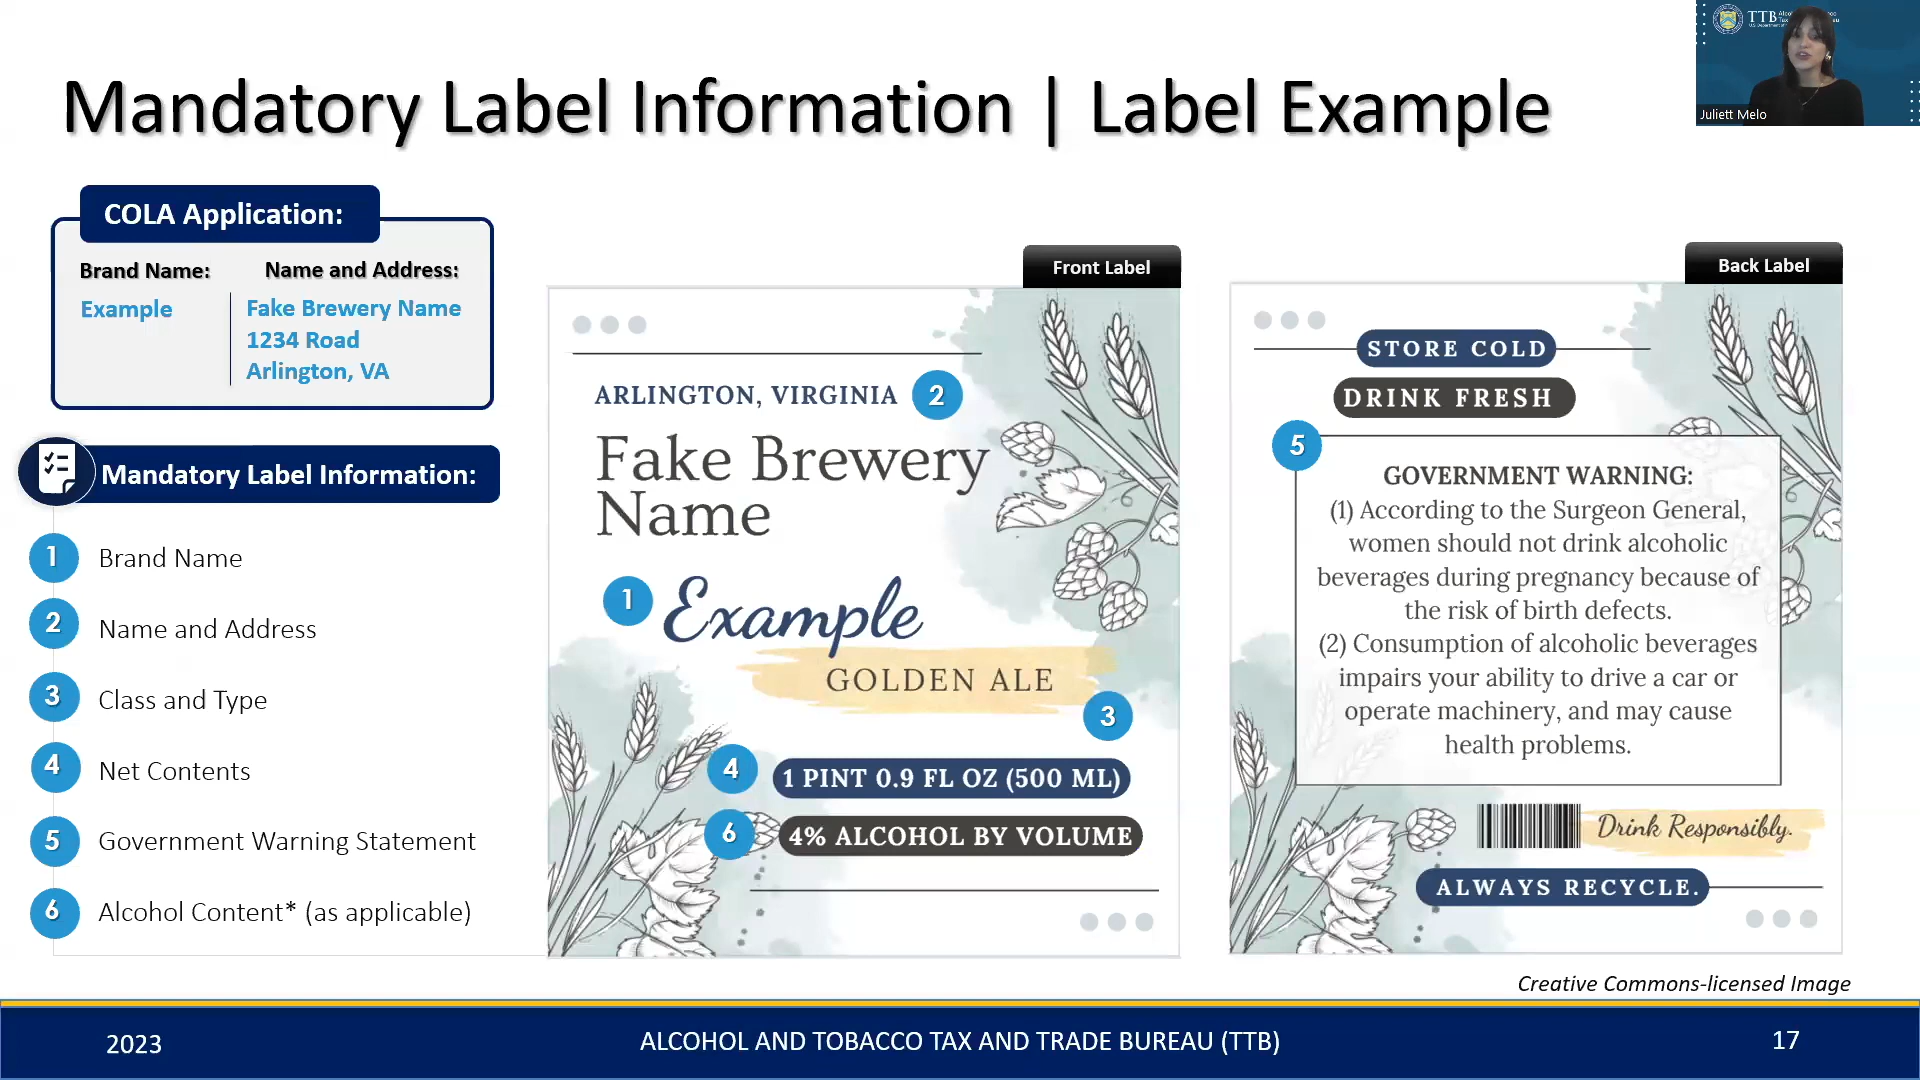 TTB
Juliett Melo
Mandatory Label Information | Label Example
COLA Application:
Brand Name:
Example
Name and Address:
Fake Brewery Name
1234 Road
Arlington, VA
Mandatory Label Information:
1 Brand Name
2 Name and Address
3 Class and Type
4 Net Contents
5 Government Warning Statement
6 Alcohol Content* (as applicable)
Front Label
ARLINGTON, VIRGINIA 2
Fake Brewery
Name
1 Example
GOLDEN ALE
3
4 1 PINT 0.9 FL OZ (500 ML)
6 4% ALCOHOL BY VOLUME
Back Label
STORE COLD
DRINK FRESH
5
GOVERNMENT WARNING:
(1) According to the Surgeon General,
women should not drink alcoholic
beverages during pregnancy because of
the risk of birth defects.
(2) Consumption of alcoholic beverages
impairs your ability to drive a car or
operate machinery, and may cause
health problems.
Drink Responsibly.
ALWAYS RECYCLE.
Creative Commons-licensed Image
2023
ALCOHOL AND TOBACCO TAX AND TRADE BUREAU (TTB)
17